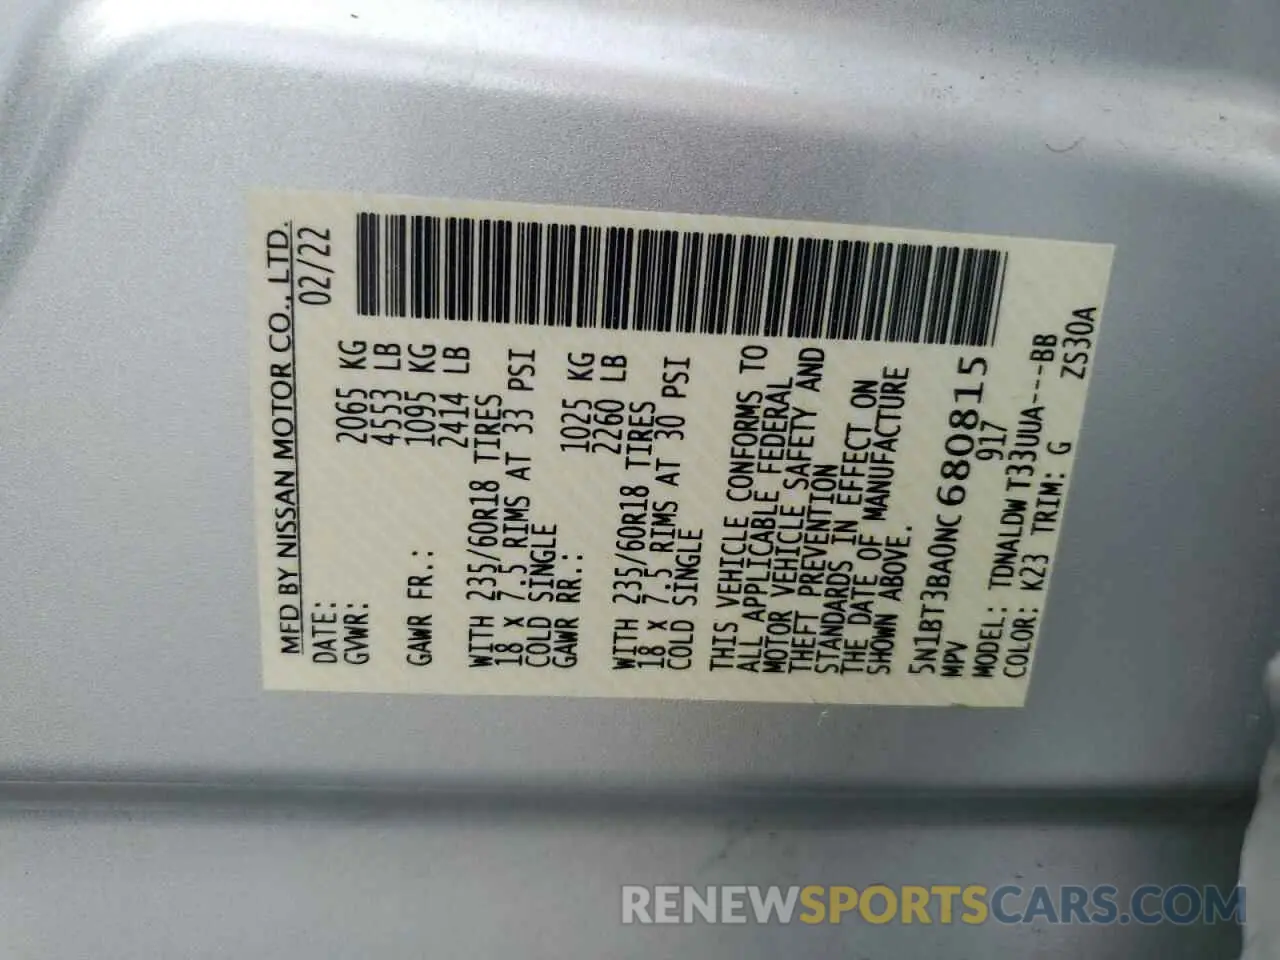 MFD BY NISSAN MOTOR CO., LTD.
DATE: 02/22
GVWR: 2065 KG
4553 LB
GAWR FR.: 1095 KG
2414 LB
WITH 235/60R18 TIRES
18 X 7.5 RIMS AT 33 PSI
COLD SINGLE
GAWR RR.: 1025 KG
2260 LB
WITH 235/60R18 TIRES
18 X 7.5 RIMS AT 30 PSI
COLD SINGLE
THIS VEHICLE CONFORMS TO
ALL APPLICABLE FEDERAL
MOTOR VEHICLE SAFETY AND
THEFT PREVENTION
STANDARDS IN EFFECT ON
THE DATE OF MANUFACTURE
SHOWN ABOVE.
5N1BT3BA0NC680815
MPV 917
MODEL: TDNALDW T33UUA---BB
COLOR: K23 TRIM: G ZS30A
RENEWSPORTSCARS.COM